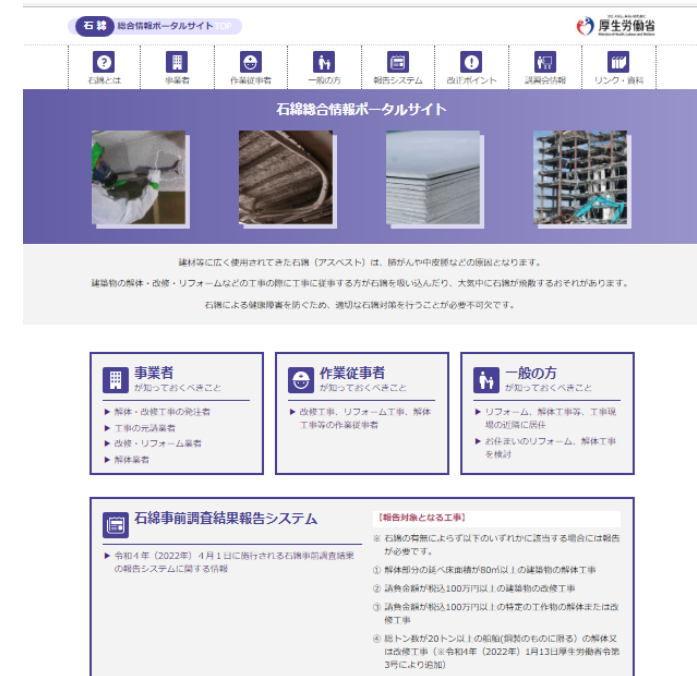 石綿 総合情報ポータルサイトTOP
厚生労働省
石綿とは 事業者 作業従事者 一般の方 報告システム 改正ポイント 講習会情報 リンク・資料
石綿総合情報ポータルサイト
建材等に広く使用されてきた石綿（アスベスト）は、肺がんや中皮腫などの原因となります。
建築物の解体・改修・リフォームなどの工事の際に工事に従事する方が石綿を吸い込んだり、大気中に石綿が飛散するおそれがあります。
石綿による健康障害を防ぐため、適切な石綿対策を行うことが必要不可欠です。
事業者
が知っておくべきこと
▶ 解体・改修工事の発注者
▶ 工事の元請業者
▶ 改修・リフォーム業者
▶ 解体業者
作業従事者
が知っておくべきこと
▶ 改修工事、リフォーム工事、解体
工事等の作業従事者
一般の方
が知っておくべきこと
▶ リフォーム、解体工事等、工事現
場の近隣に居住
▶ お住まいのリフォーム、解体工事
を検討
石綿事前調査結果報告システム
▶ 令和４年（2022年）４月１日に施行される石綿事前調査結果
の報告システムに関する情報
【報告対象となる工事】
※ 石綿の有無によらず以下のいずれかに該当する場合には報告
が必要です。
① 解体部分の延べ床面積が80㎡以上の建築物の解体工事
② 請負金額が税込100万円以上の建築物の改修工事
③ 請負金額が税込100万円以上の特定の工作物の解体または改
修工事
④ 総トン数が20トン以上の船舶(鋼製のものに限る）の解体又
は改修工事（※令和4年（2022年）1月13日厚生労働省令第
3号により追加）